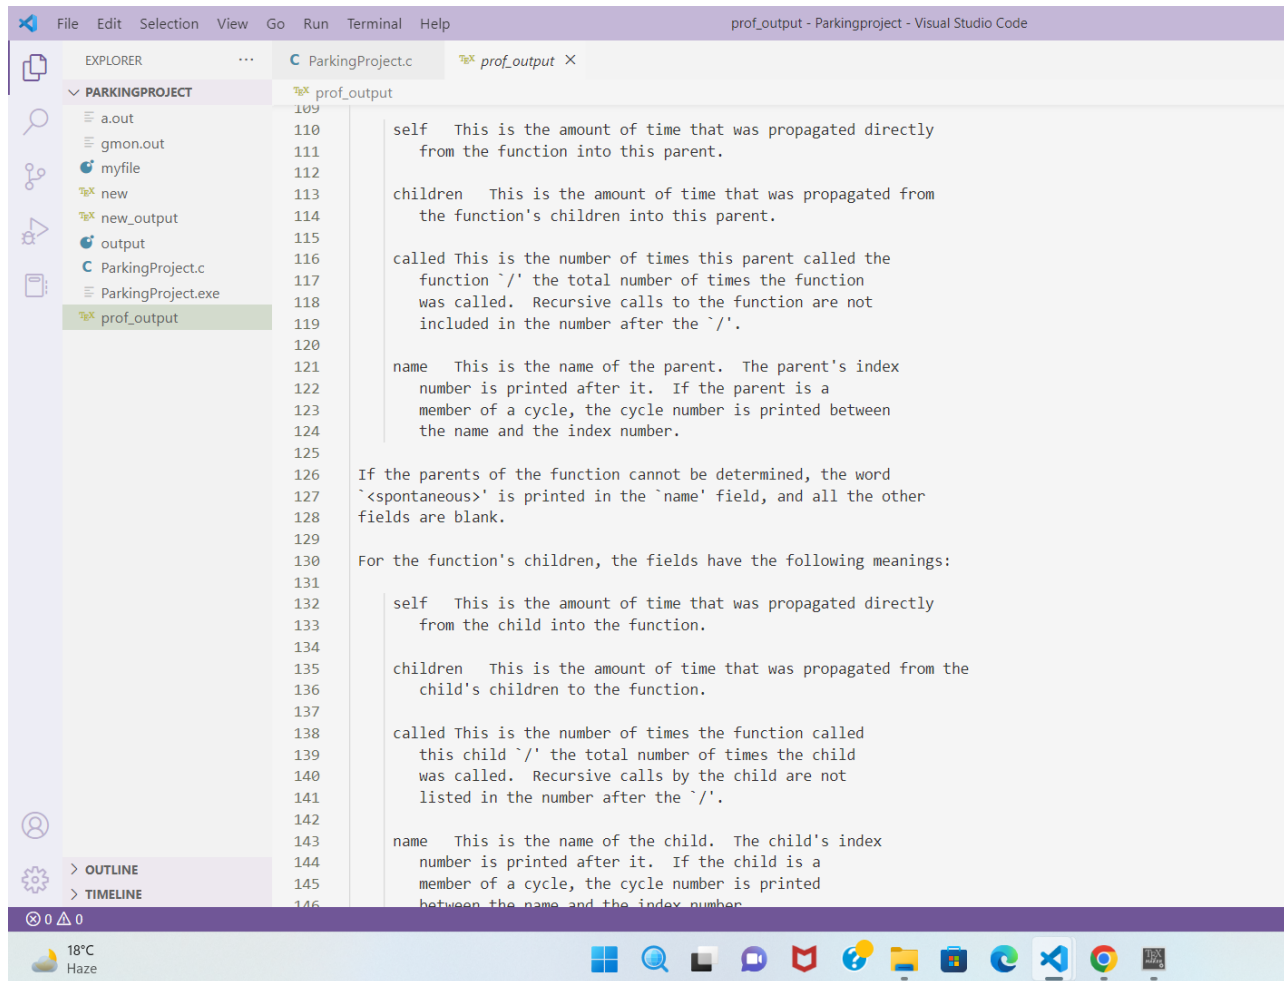 File Edit Selection View Go Run Terminal Help
prof_output - Parkingproject - Visual Studio Code
EXPLORER ···
ParkingProject.c
prof_output
PARKINGPROJECT
a.out
gmon.out
myfile
new
new_output
output
C ParkingProject.c
ParkingProject.exe
prof_output
OUTLINE
TIMELINE
prof_output
109
110 self This is the amount of time that was propagated directly
111 from the function into this parent.
112
113 children This is the amount of time that was propagated from
114 the function's children into this parent.
115
116 called This is the number of times this parent called the
117 function `/' the total number of times the function
118 was called. Recursive calls to the function are not
119 included in the number after the `/'.
120
121 name This is the name of the parent. The parent's index
122 number is printed after it. If the parent is a
123 member of a cycle, the cycle number is printed between
124 the name and the index number.
125
126 If the parents of the function cannot be determined, the word
127 `<spontaneous>' is printed in the `name' field, and all the other
128 fields are blank.
129
130 For the function's children, the fields have the following meanings:
131
132 self This is the amount of time that was propagated directly
133 from the child into the function.
134
135 children This is the amount of time that was propagated from the
136 child's children to the function.
137
138 called This is the number of times the function called
139 this child `/' the total number of times the child
140 was called. Recursive calls by the child are not
141 listed in the number after the `/'.
142
143 name This is the name of the child. The child's index
144 number is printed after it. If the child is a
145 member of a cycle, the cycle number is printed
146 between the name and the index number.
0 0
18°C
Haze